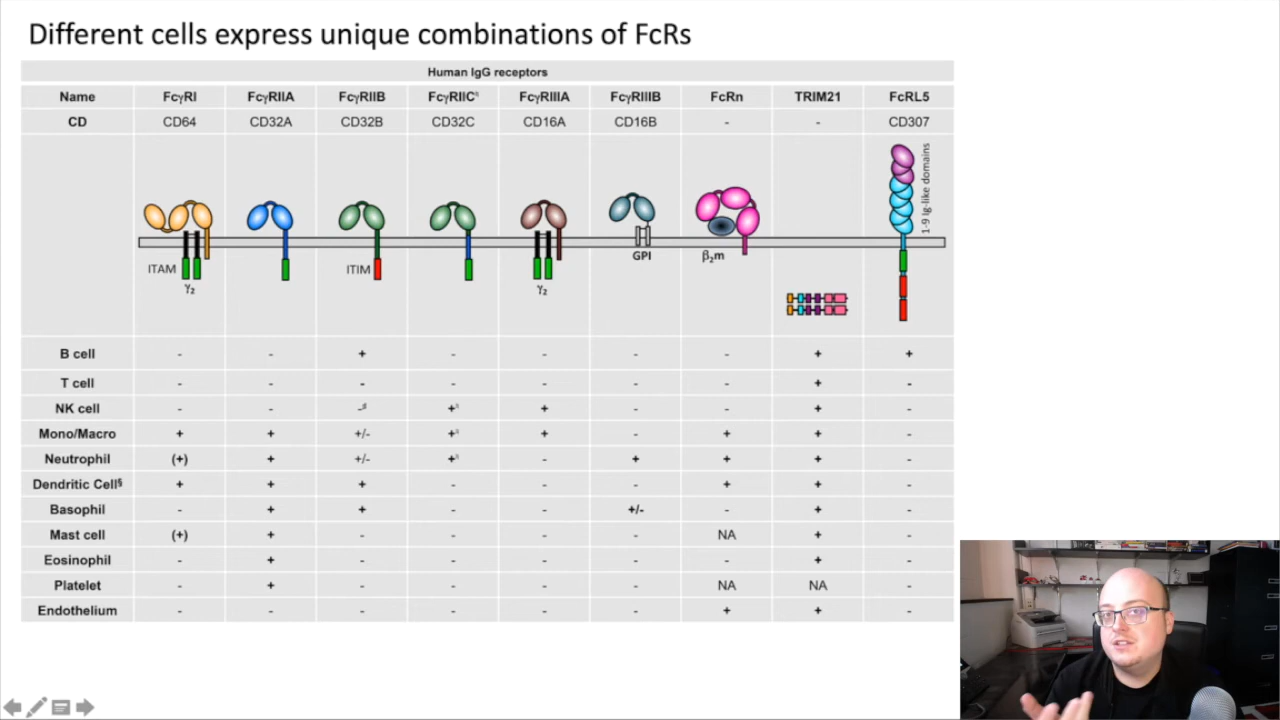 Different cells express unique combinations of FcRs
Human IgG receptors
Name FcγRI FcγRIIA FcγRIIB FcγRIIC FcγRIIIA FcγRIIIB FcRn TRIM21 FcRL5
CD CD64 CD32A CD32B CD32C CD16A CD16B - - CD307
1-9 Ig-like domains
ITAM
γ₂
ITIM
γ₂
GPI
β₂m
B cell - - + - - - - + +
T cell - - - - - - - + -
NK cell - - - + + - - + -
Mono/Macro + + +/- + + - + + -
Neutrophil (+) + +/- + - + + + -
Dendritic Cell§ + + + - - - + + -
Basophil - + + - - +/- - + -
Mast cell (+) + - - - - NA + -
Eosinophil - + - - - - - + -
Platelet - + - - - - NA NA -
Endothelium - - - - - - + + -